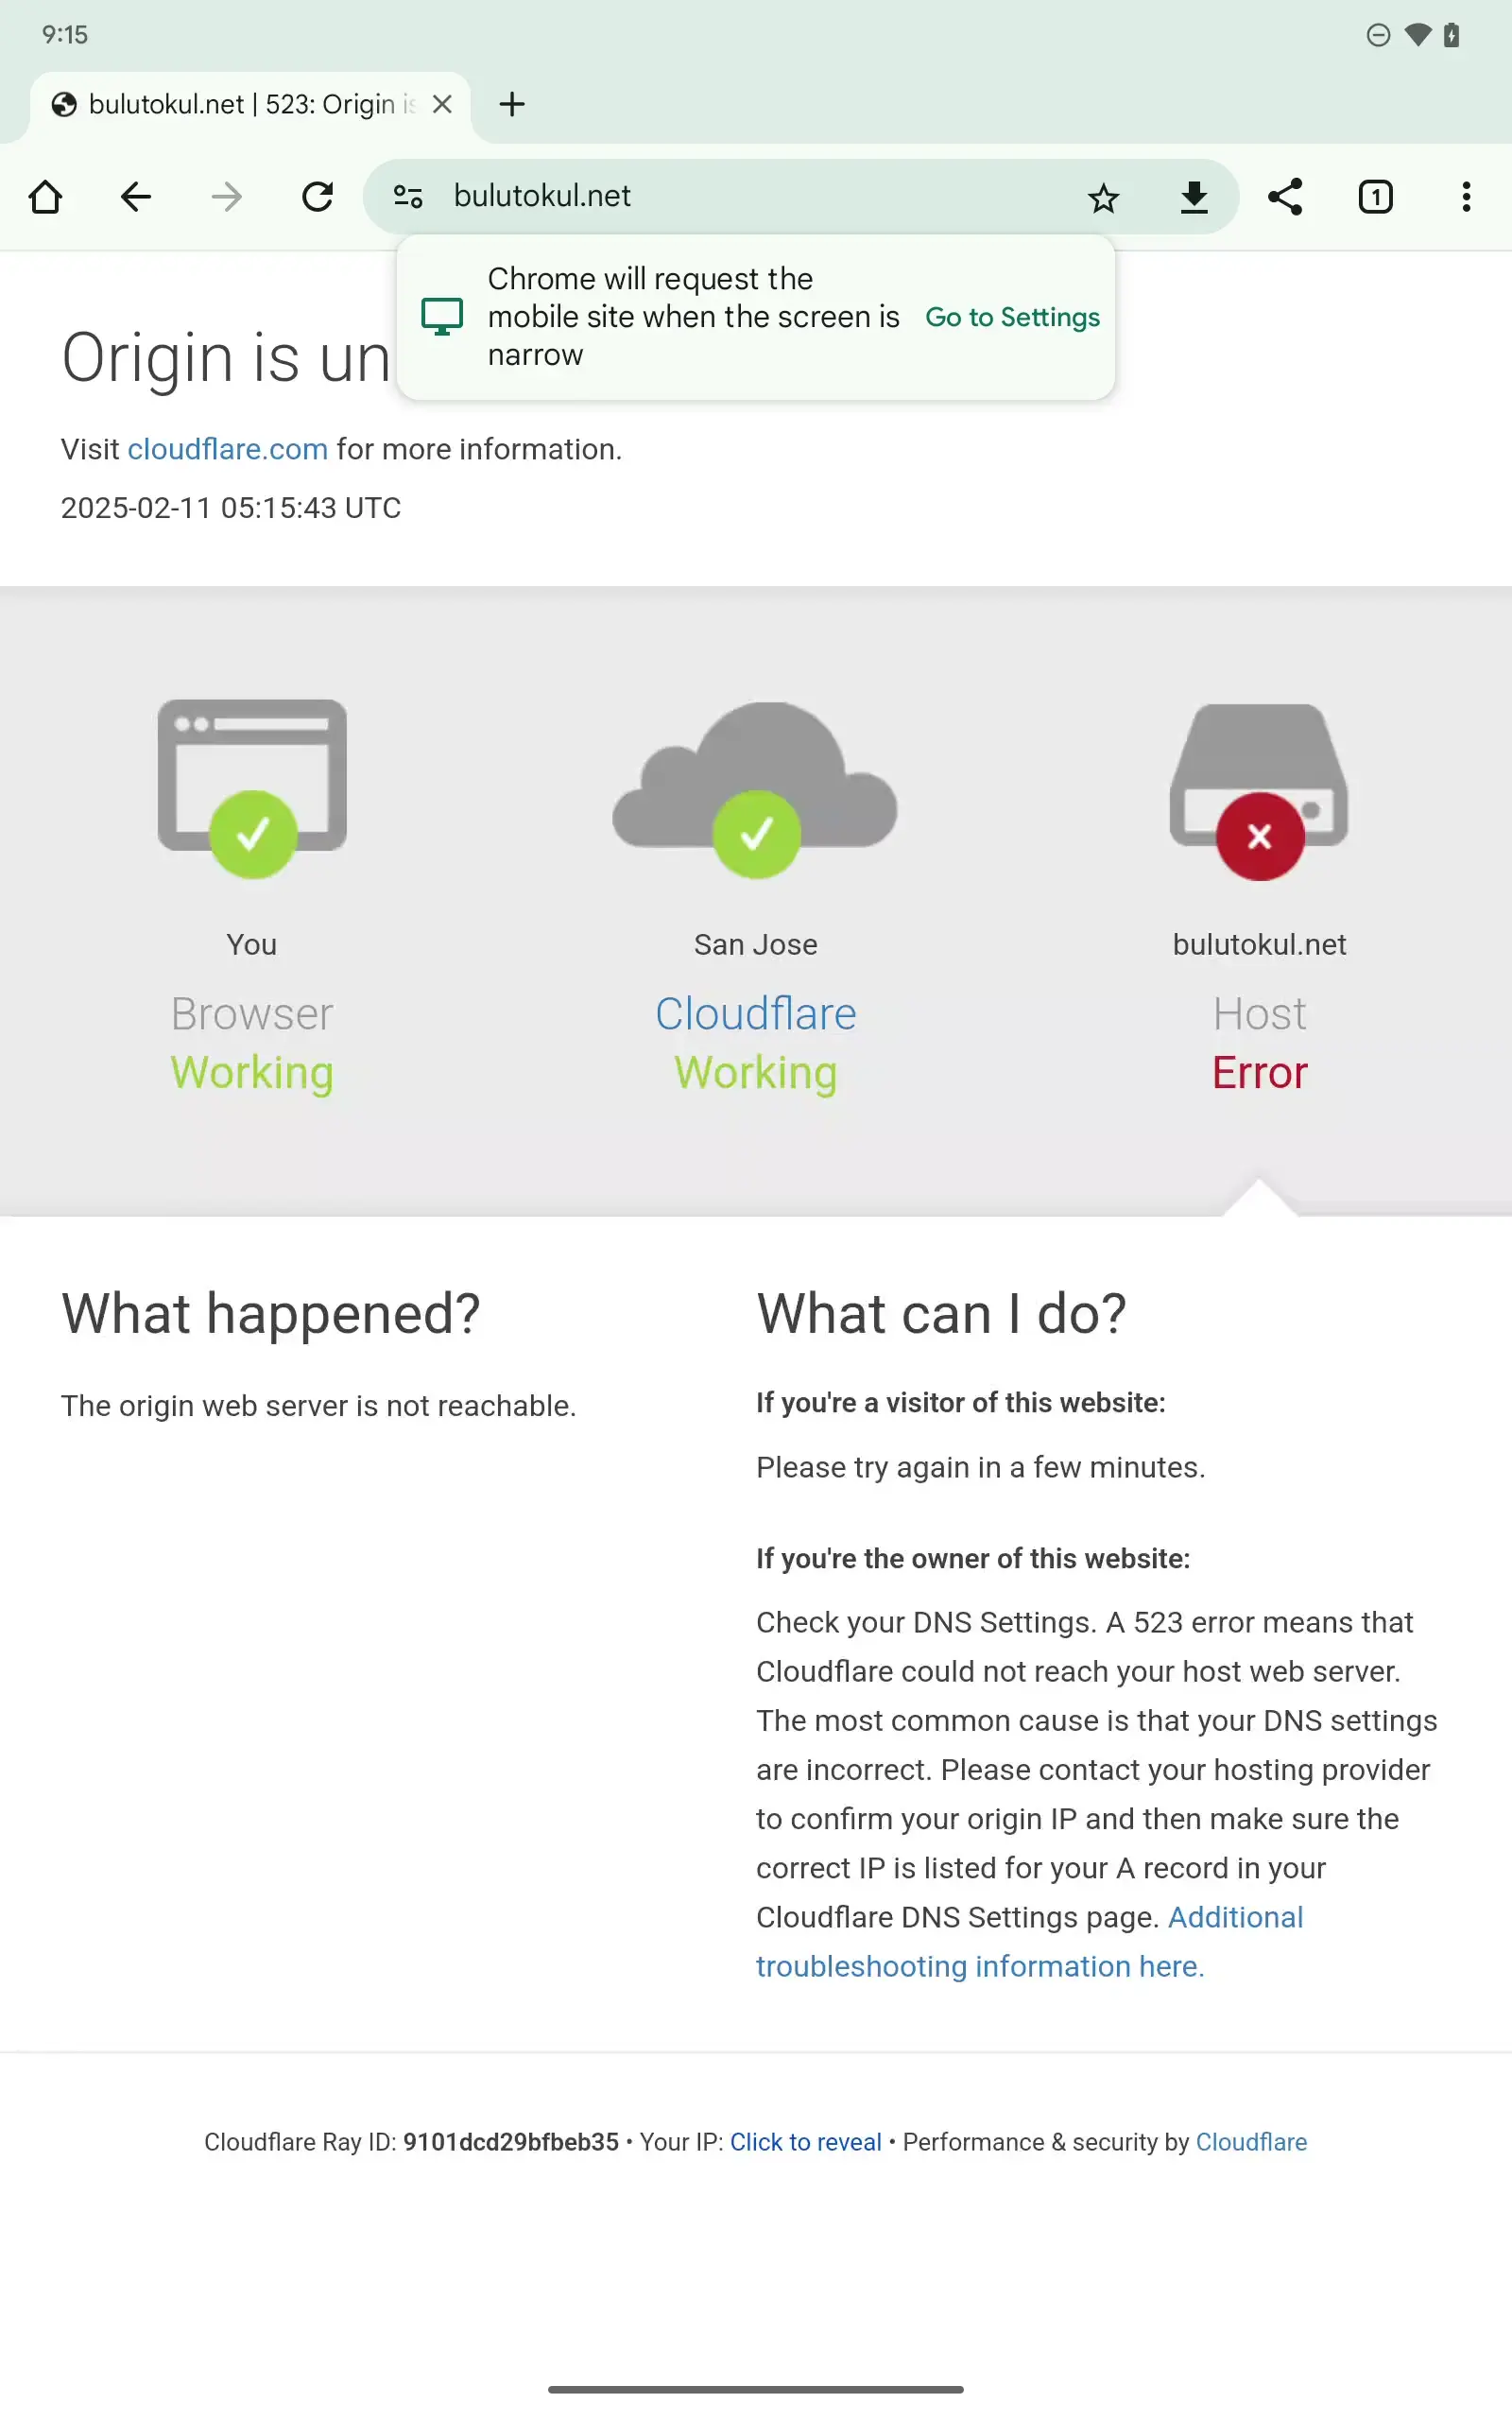 9:15
bulutokul.net | 523: Origin is
bulutokul.net
1
Chrome will request the
mobile site when the screen is
narrow
Go to Settings
Origin is un
Visit cloudflare.com for more information.
2025-02-11 05:15:43 UTC
You
Browser
Working
San Jose
Cloudflare
Working
bulutokul.net
Host
Error
What happened?
The origin web server is not reachable.
What can I do?
If you're a visitor of this website:
Please try again in a few minutes.
If you're the owner of this website:
Check your DNS Settings. A 523 error means that
Cloudflare could not reach your host web server.
The most common cause is that your DNS settings
are incorrect. Please contact your hosting provider
to confirm your origin IP and then make sure the
correct IP is listed for your A record in your
Cloudflare DNS Settings page. Additional
troubleshooting information here.
Cloudflare Ray ID: 9101dcd29bfbeb35 • Your IP: Click to reveal • Performance & security by Cloudflare